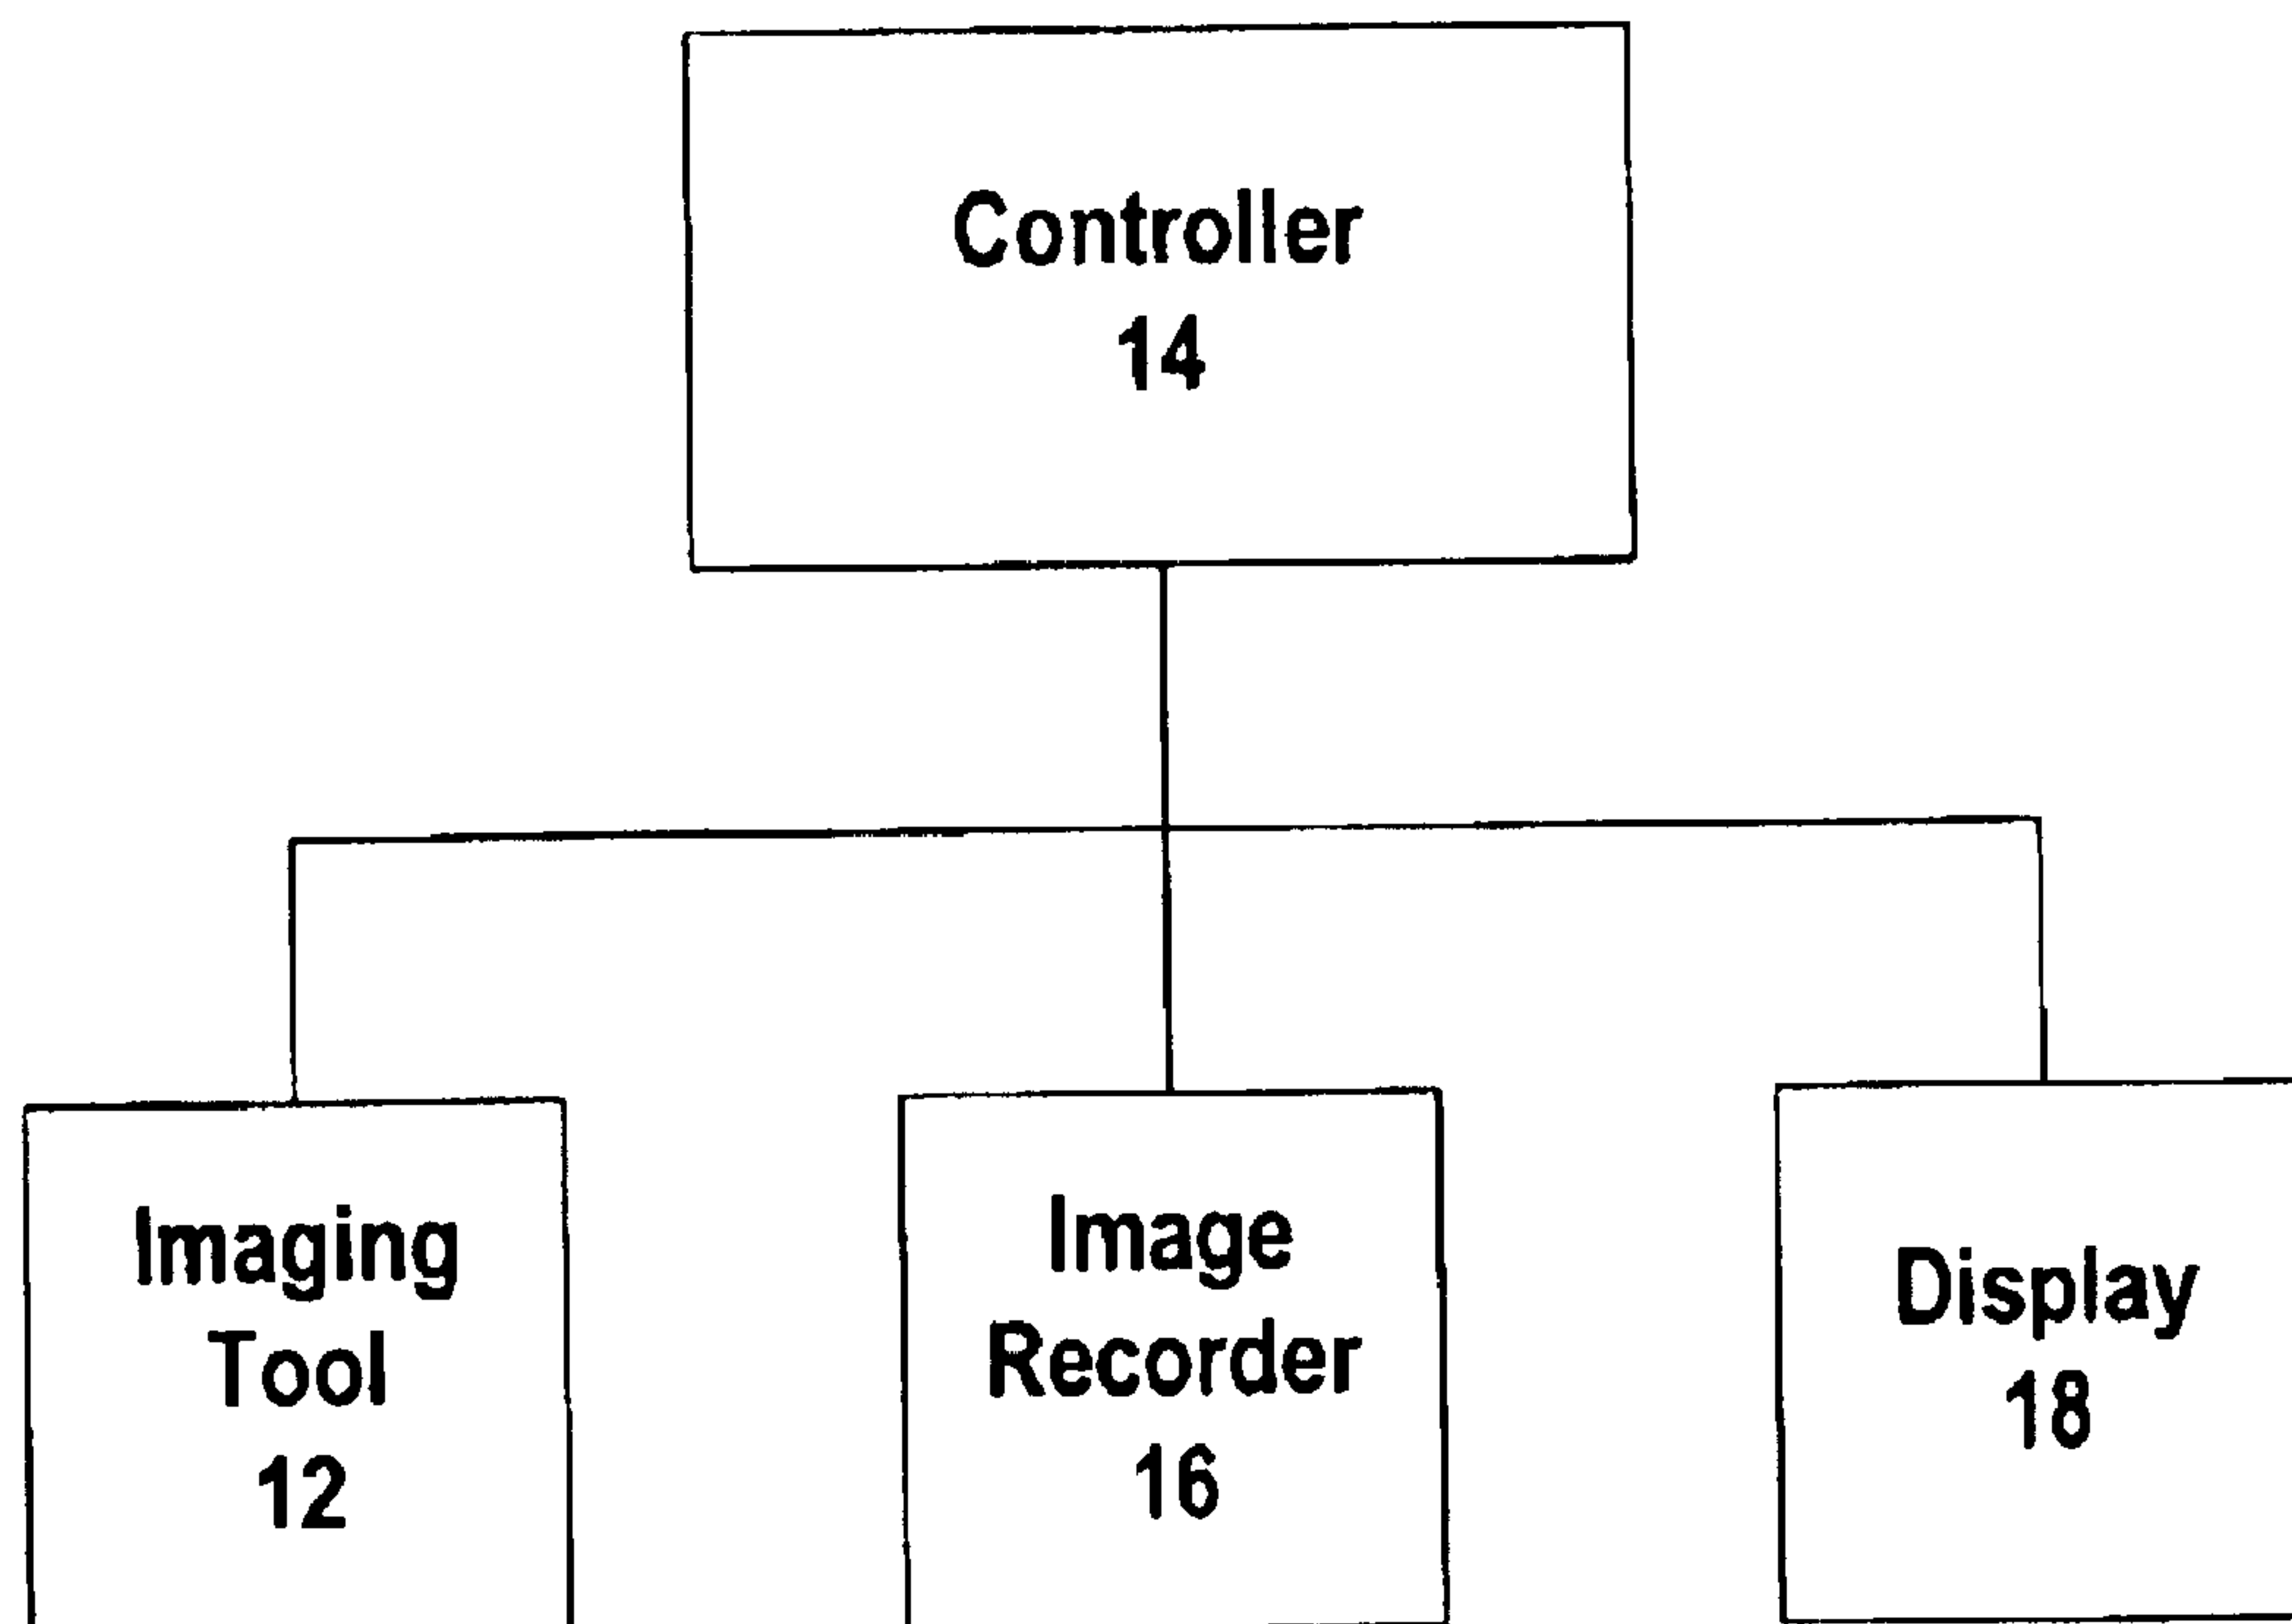 Controller
14
Imaging
Tool
12
Image
Recorder
16
Display
18